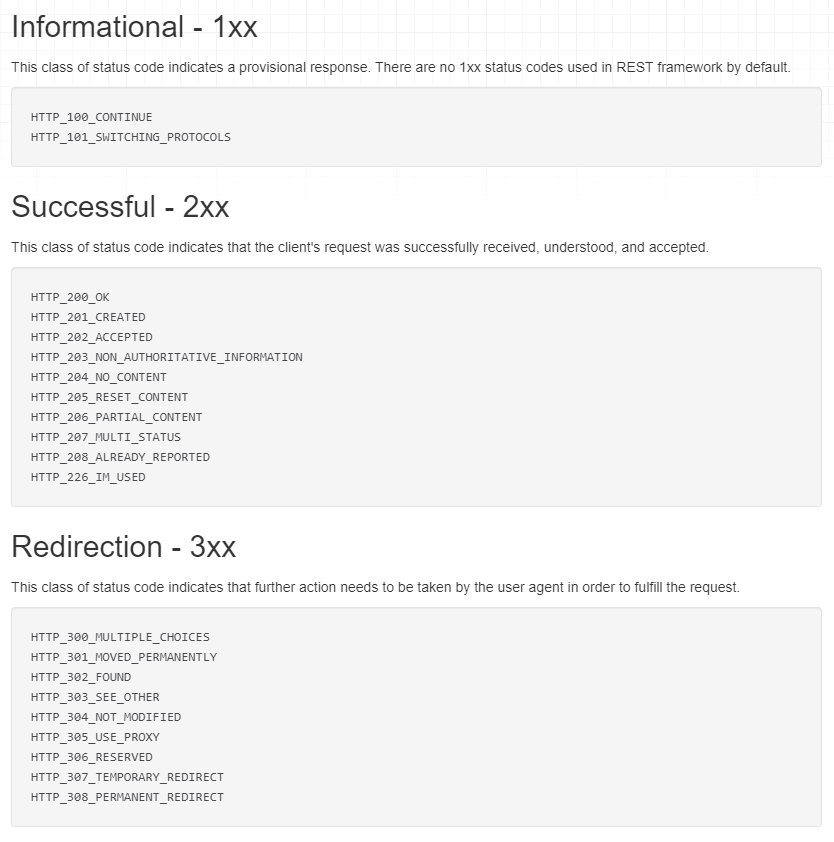 Informational - 1xx
This class of status code indicates a provisional response. There are no 1xx status codes used in REST framework by default.
HTTP_100_CONTINUE
HTTP_101_SWITCHING_PROTOCOLS
Successful - 2xx
This class of status code indicates that the client's request was successfully received, understood, and accepted.
HTTP_200_OK
HTTP_201_CREATED
HTTP_202_ACCEPTED
HTTP_203_NON_AUTHORITATIVE_INFORMATION
HTTP_204_NO_CONTENT
HTTP_205_RESET_CONTENT
HTTP_206_PARTIAL_CONTENT
HTTP_207_MULTI_STATUS
HTTP_208_ALREADY_REPORTED
HTTP_226_IM_USED
Redirection - 3xx
This class of status code indicates that further action needs to be taken by the user agent in order to fulfill the request.
HTTP_300_MULTIPLE_CHOICES
HTTP_301_MOVED_PERMANENTLY
HTTP_302_FOUND
HTTP_303_SEE_OTHER
HTTP_304_NOT_MODIFIED
HTTP_305_USE_PROXY
HTTP_306_RESERVED
HTTP_307_TEMPORARY_REDIRECT
HTTP_308_PERMANENT_REDIRECT